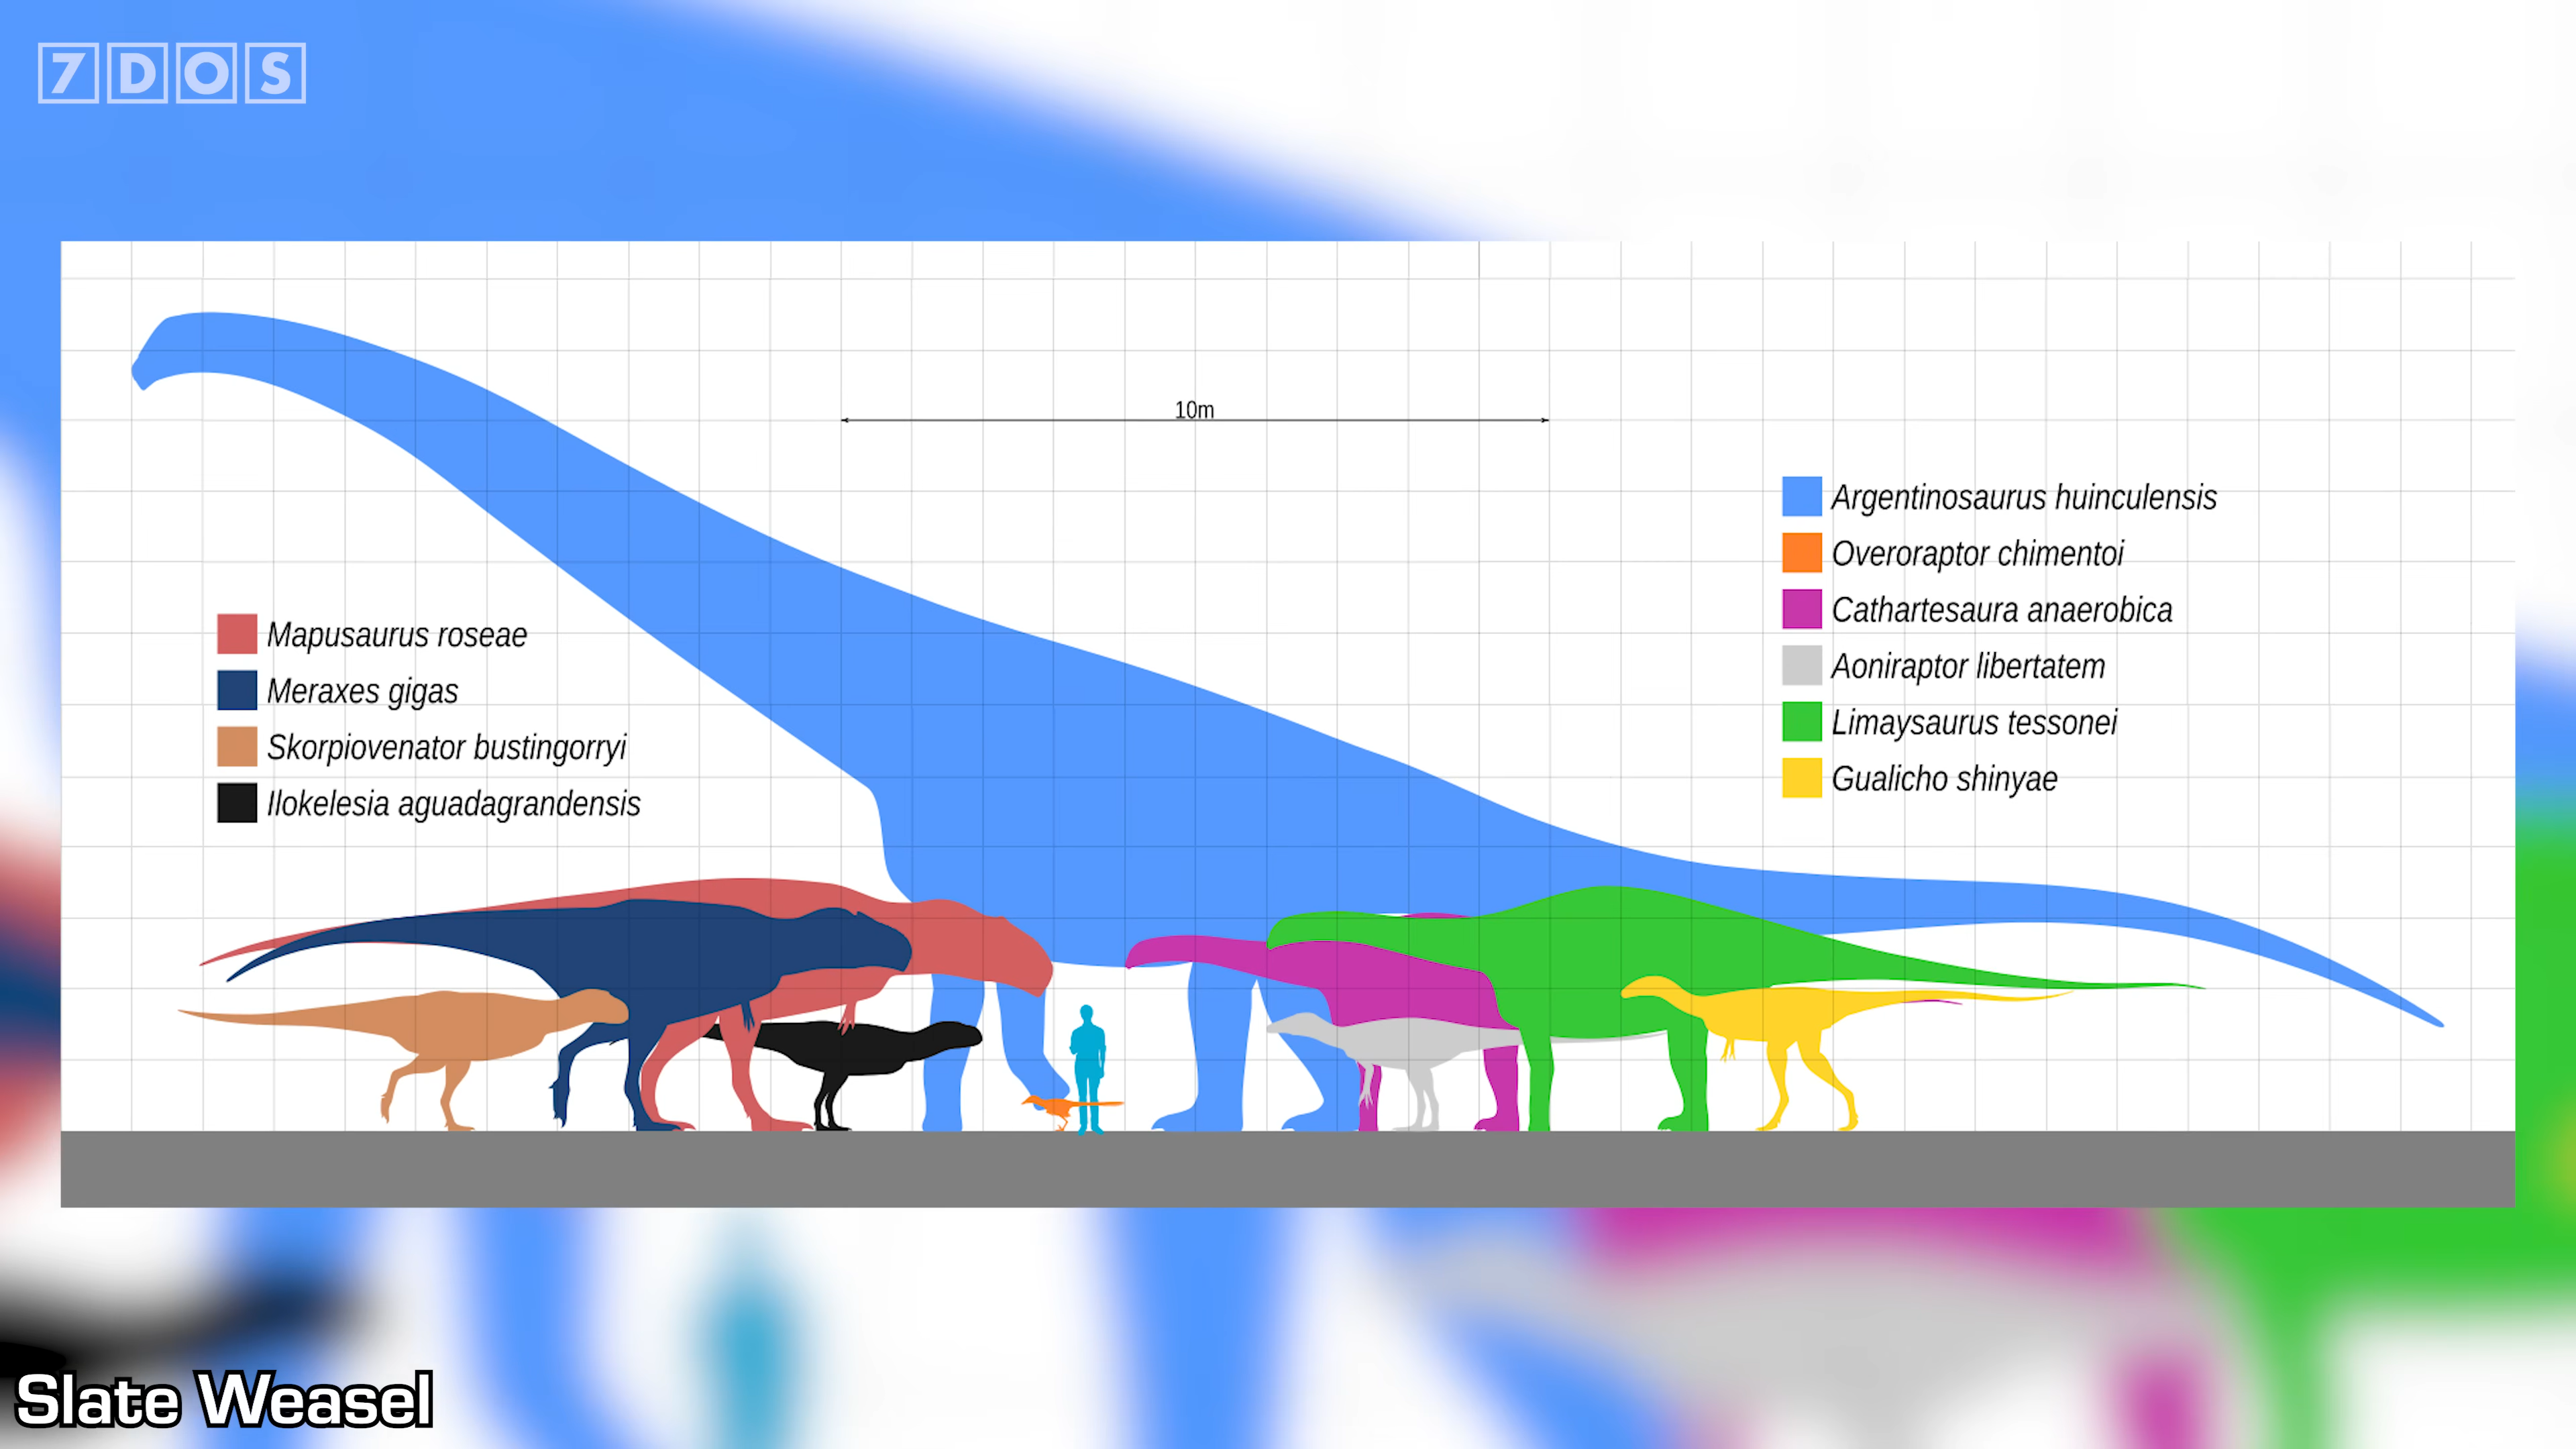 7DOS
10m
Mapusaurus roseae
Meraxes gigas
Skorpiovenator bustingorryi
Ilokelesia aguadagrandensis
Argentinosaurus huinculensis
Overoraptor chimentoi
Cathartesaura anaerobica
Aoniraptor libertatem
Limaysaurus tessonei
Gualicho shinyae
Slate Weasel